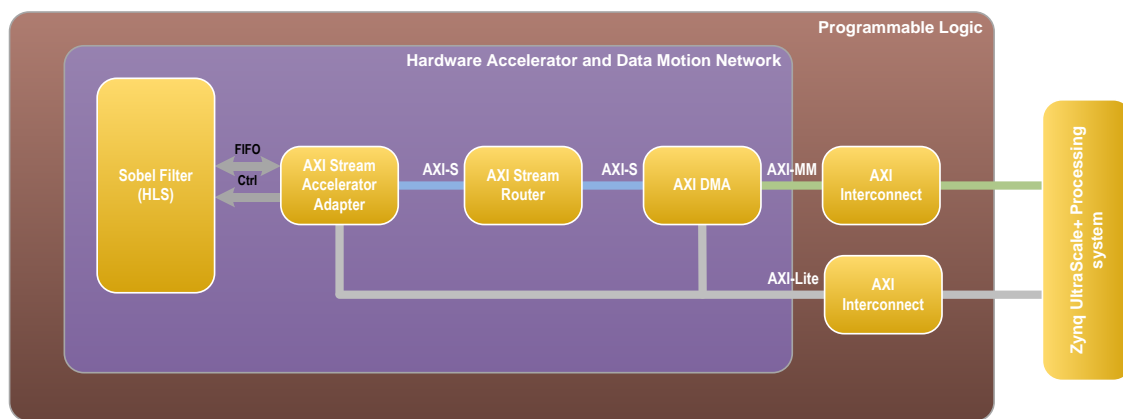 Programmable Logic
Hardware Accelerator and Data Motion Network
Sobel Filter
(HLS)
FIFO
Ctrl
AXI Stream
Accelerator
Adapter
AXI-S
AXI Stream
Router
AXI-S
AXI DMA
AXI-MM
AXI
Interconnect
AXI-Lite
AXI
Interconnect
Zynq UltraScale+ Processing
system